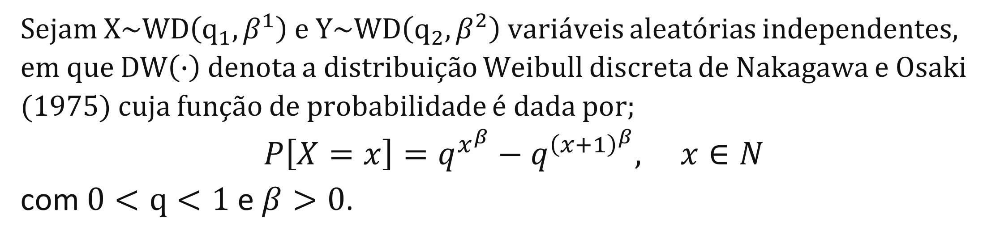 Sejam X~WD(q₁, β¹) e Y~WD(q₂, β²) variáveis aleatórias independentes,
em que DW(·) denota a distribuição Weibull discreta de Nakagawa e Osaki
(1975) cuja função de probabilidade é dada por;
P[X = x] = q^{x^β} − q^{(x+1)^β}, x ∈ N
com 0 < q < 1 e β > 0.